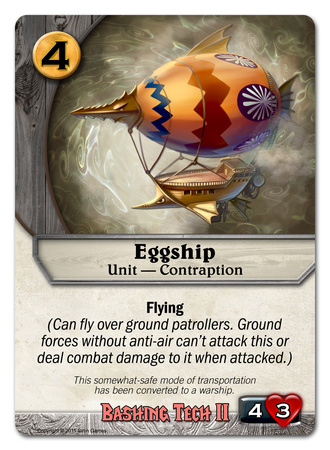 4
Eggship
Unit — Contraption
Flying
(Can fly over ground patrollers. Ground
forces without anti-air can't attack this or
deal combat damage to it when attacked.)
This somewhat-safe mode of transportation
has been converted to a warship.
Bashing Tech II
4 3